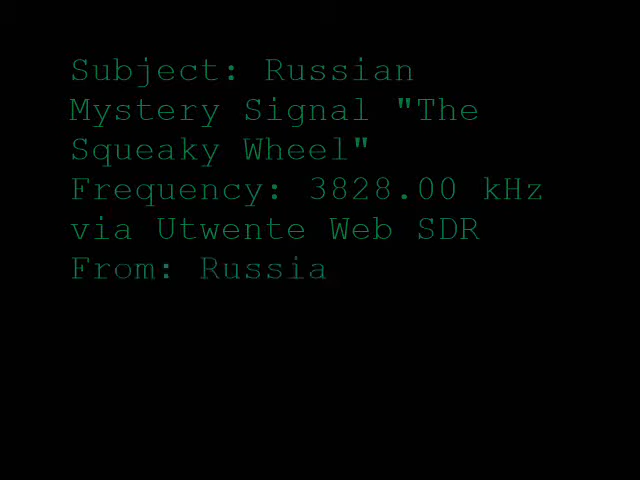 Subject: Russian
Mystery Signal "The
Squeaky Wheel"
Frequency: 3828.00 kHz
via Utwente Web SDR
From: Russia